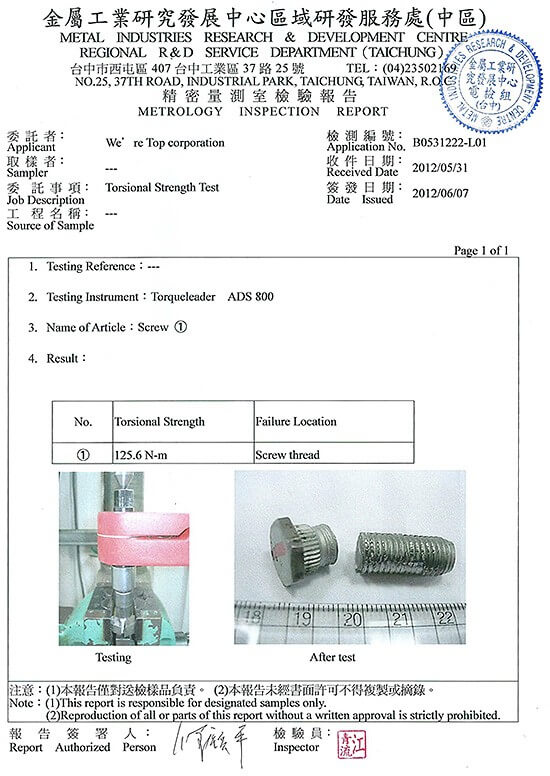 金屬工業研究發展中心區域研發服務處(中區)
METAL INDUSTRIES RESEARCH & DEVELOPMENT CENTRE
REGIONAL R&D SERVICE DEPARTMENT (TAICHUNG)
台中市西屯區 407 台中工業區 37 路 25 號 TEL：(04)23502169
NO.25, 37TH ROAD, INDUSTRIAL PARK, TAICHUNG, TAIWAN, R.O.C
精密量測室檢驗報告
METROLOGY INSPECTION REPORT
METAL INDUSTRIES RESEARCH & DEVELOPMENT CENTRE
金屬工業研
究發展中心
電檢組
(台中)
委託者：
Applicant We're Top corporation
檢測編號：
Application No. B0531222-L01
取樣者：
Sampler ---
收件日期：
Received Date 2012/05/31
委託事項：
Job Description Torsional Strength Test
簽發日期：
Date Issued 2012/06/07
工程名稱：
Source of Sample ---
Page 1 of 1
1. Testing Reference：---
2. Testing Instrument：Torqueleader ADS 800
3. Name of Article：Screw ①
4. Result：
No. Torsional Strength Failure Location
① 125.6 N-m Screw thread
18 19 20 21 22
Testing After test
注意：(1)本報告僅對送檢樣品負責。 (2)本報告未經書面許可不得複製或摘錄。
Note：(1)This report is responsible for designated samples only.
(2)Reproduction of all or parts of this report without a written approval is strictly prohibited.
報告簽署人：
Report Authorized Person
檢驗員：
Inspector